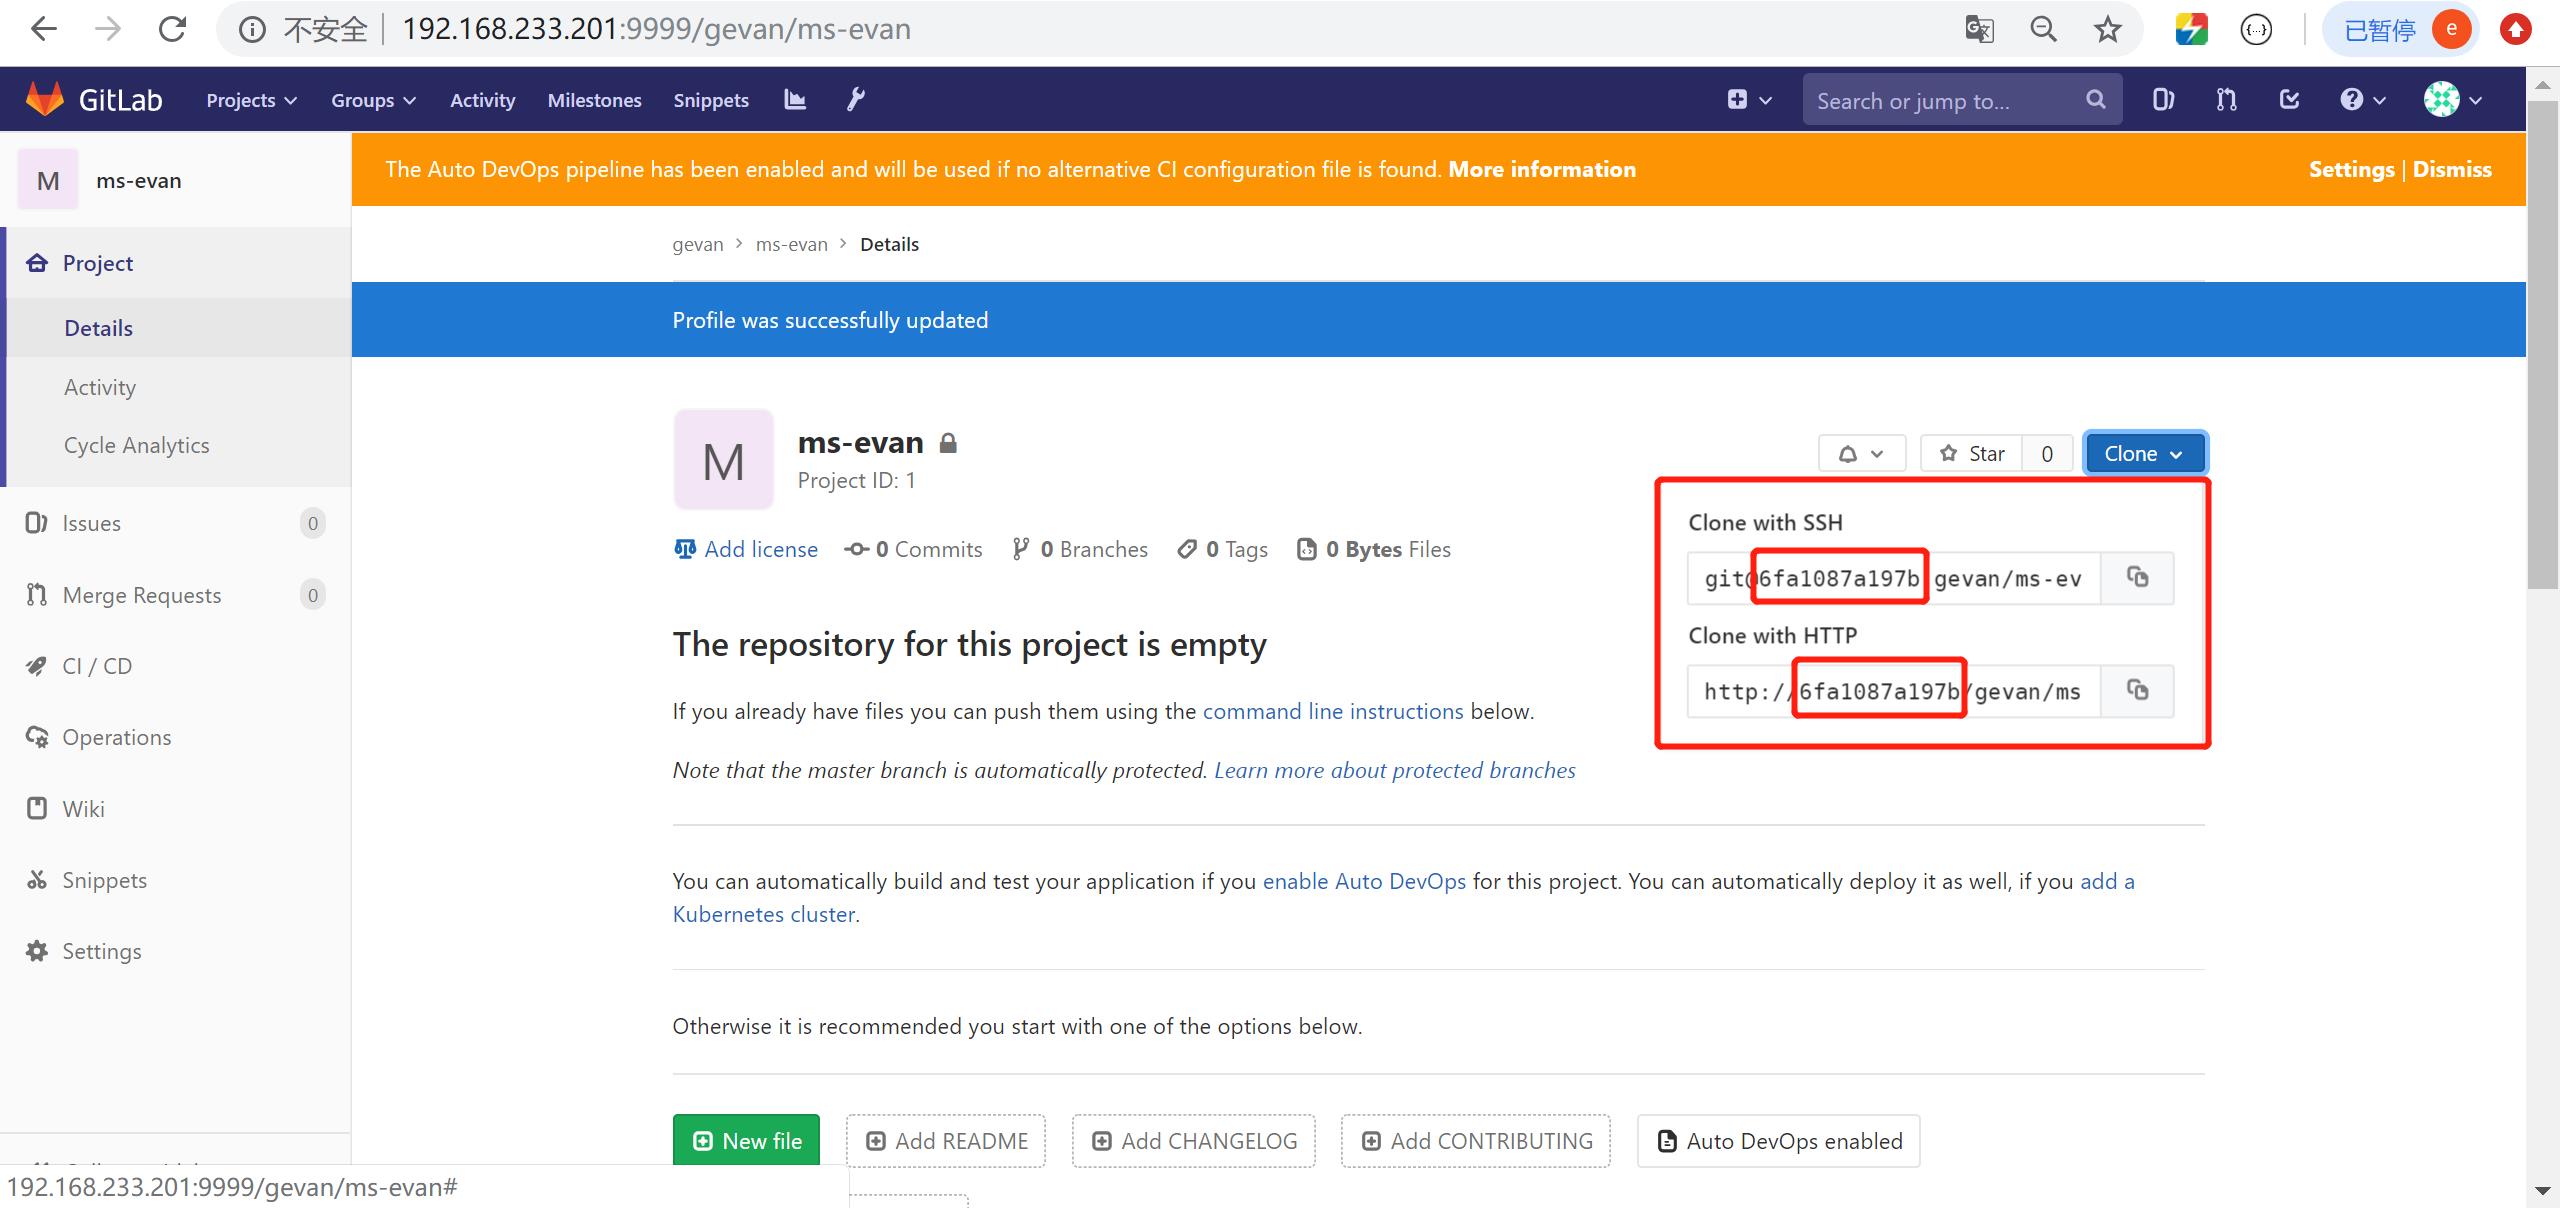 不安全 192.168.233.201:9999/gevan/ms-evan
已暂停 e
GitLab Projects Groups Activity Milestones Snippets Search or jump to...
M ms-evan
The Auto DevOps pipeline has been enabled and will be used if no alternative CI configuration file is found. More information Settings | Dismiss
Project
Details
Activity
Cycle Analytics
Issues 0
Merge Requests 0
CI / CD
Operations
Wiki
Snippets
Settings
gevan > ms-evan > Details
Profile was successfully updated
M
ms-evan
Project ID: 1
Star 0 Clone
Add license 0 Commits 0 Branches 0 Tags 0 Bytes Files
Clone with SSH
git@6fa1087a197b gevan/ms-ev
Clone with HTTP
http://6fa1087a197b/gevan/ms
The repository for this project is empty
If you already have files you can push them using the command line instructions below.
Note that the master branch is automatically protected. Learn more about protected branches
You can automatically build and test your application if you enable Auto DevOps for this project. You can automatically deploy it as well, if you add a
Kubernetes cluster.
Otherwise it is recommended you start with one of the options below.
New file Add README Add CHANGELOG Add CONTRIBUTING Auto DevOps enabled
192.168.233.201:9999/gevan/ms-evan#